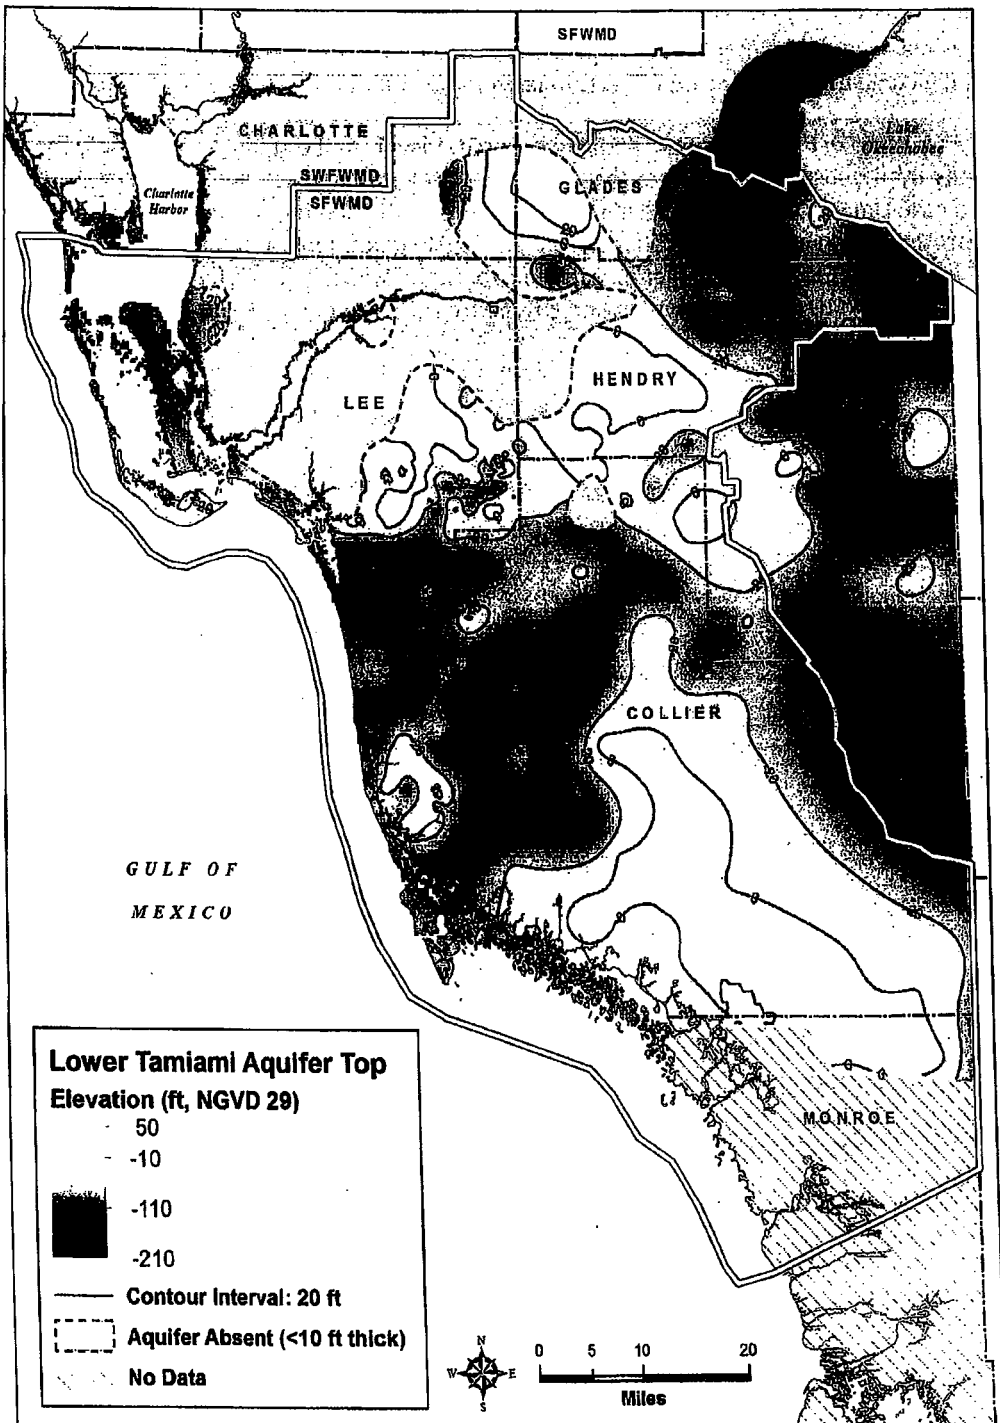 SFWMD
CHARLOTTE
Lake
Okeechobee
SWFWMD
SFWMD
GLADES
Charlotte
Harbor
HENDRY
LEE
COLLIER
GULF OF
MEXICO
MONROE
Lower Tamiami Aquifer Top
Elevation (ft, NGVD 29)
50
-10
-110
-210
Contour Interval: 20 ft
Aquifer Absent (<10 ft thick)
No Data
N
W
E
S
0 5 10 20
Miles